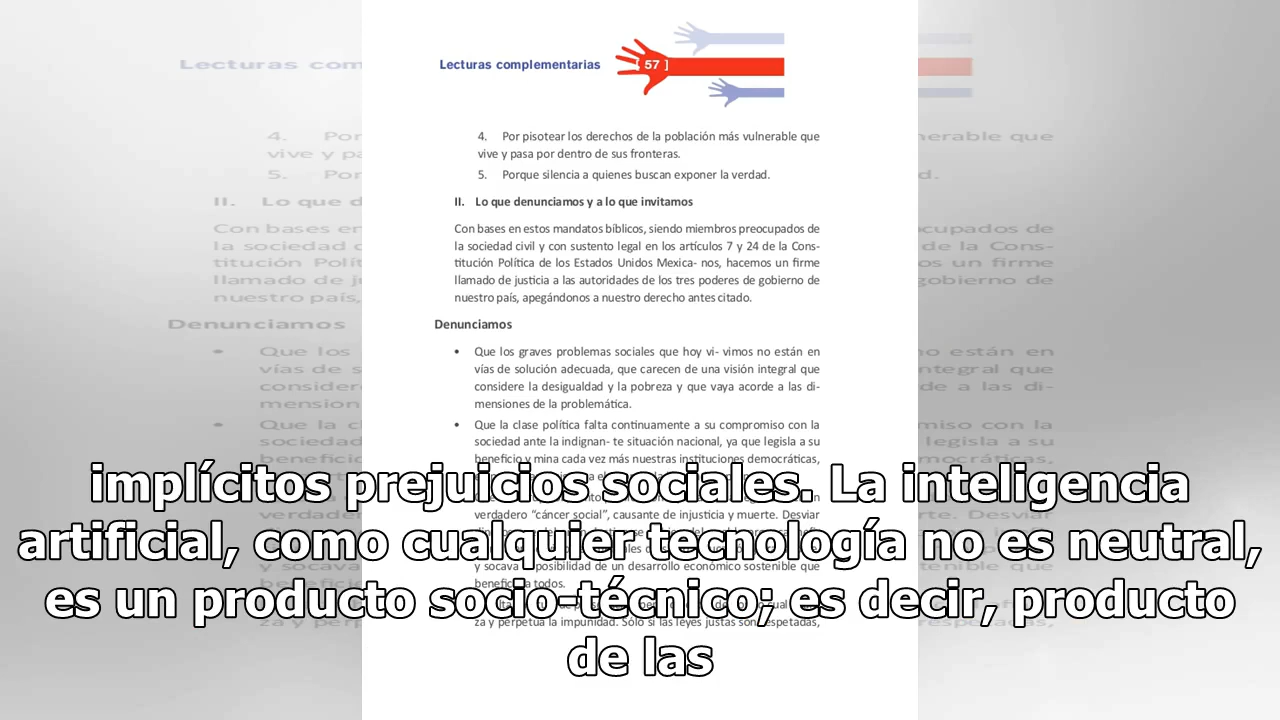 Lecturas complementarias [ 57 ]
4. Por pisotear los derechos de la población más vulnerable que
vive y pasa por dentro de sus fronteras.
5. Porque silencia a quienes buscan exponer la verdad.
II. Lo que denunciamos y a lo que invitamos
Con bases en estos mandatos bíblicos, siendo miembros preocupados de
la sociedad civil y con sustento legal en los artículos 7 y 24 de la Cons-
titución Política de los Estados Unidos Mexica- nos, hacemos un firme
llamado de justicia a las autoridades de los tres poderes de gobierno de
nuestro país, apegándonos a nuestro derecho antes citado.
Denunciamos
• Que los graves problemas sociales que hoy vi- vimos no están en
vías de solución adecuada, que carecen de una visión integral que
considere la desigualdad y la pobreza y que vaya acorde a las di-
mensiones de la problemática.
• Que la clase política falta continuamente a su compromiso con la
sociedad ante la indignan- te situación nacional, ya que legisla a su
beneficio y mina cada vez más nuestras instituciones democráticas,
verdadero “cáncer social”, causante de injusticia y muerte. Desviar
y socava posibilidad de un desarrollo económico sostenible que
beneficia a todos.
za y perpetúa la impunidad. Sólo si las leyes justas son respetadas,
implícitos prejuicios sociales. La inteligencia
artificial, como cualquier tecnología no es neutral,
es un producto socio-técnico; es decir, producto
de las